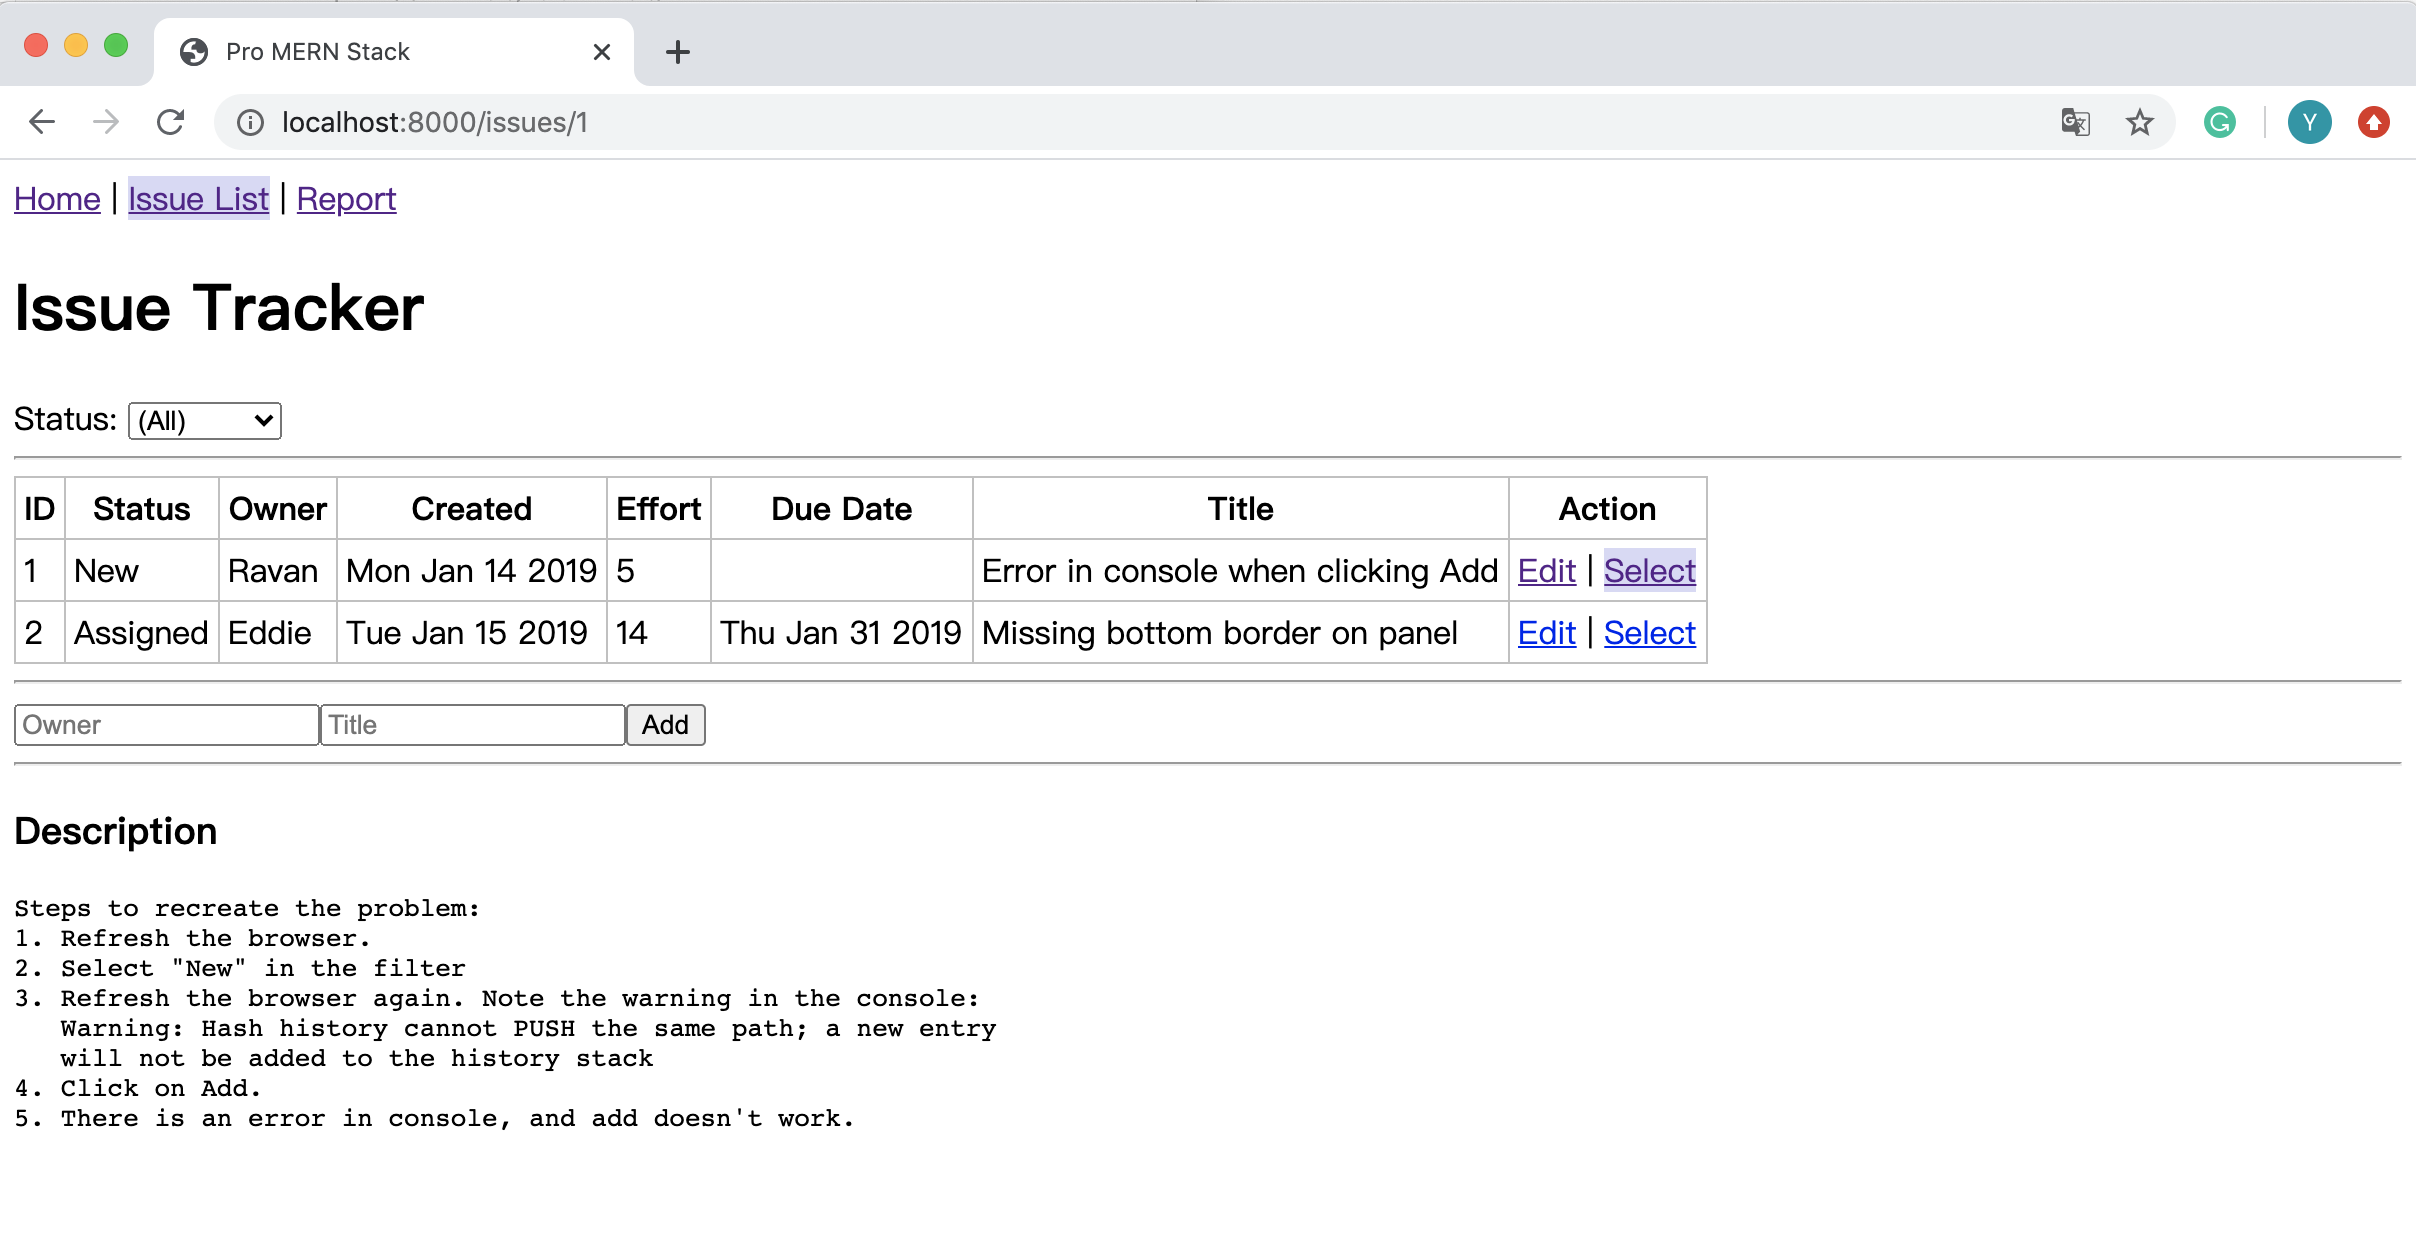 Pro MERN Stack
localhost:8000/issues/1
Y
Home | Issue List | Report
Issue Tracker
Status: (All)
ID Status Owner Created Effort Due Date Title Action
1 New Ravan Mon Jan 14 2019 5 Error in console when clicking Add Edit | Select
2 Assigned Eddie Tue Jan 15 2019 14 Thu Jan 31 2019 Missing bottom border on panel Edit | Select
Owner Title Add
Description
Steps to recreate the problem:
1. Refresh the browser.
2. Select "New" in the filter
3. Refresh the browser again. Note the warning in the console:
   Warning: Hash history cannot PUSH the same path; a new entry
   will not be added to the history stack
4. Click on Add.
5. There is an error in console, and add doesn't work.